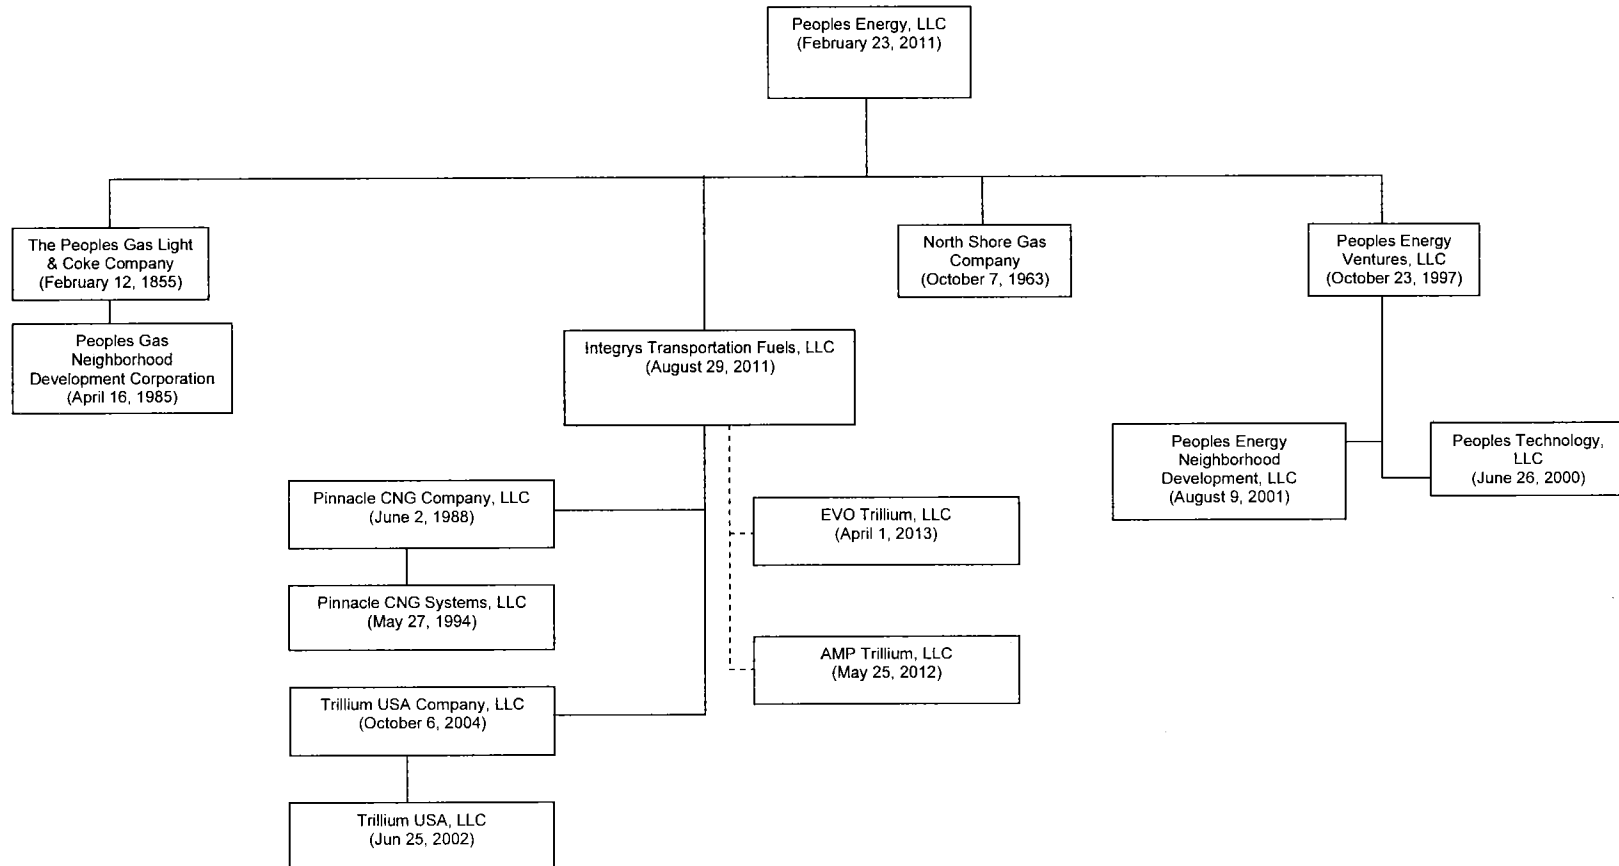 Peoples Energy, LLC
(February 23, 2011)
The Peoples Gas Light
& Coke Company
(February 12, 1855)
North Shore Gas
Company
(October 7, 1963)
Peoples Energy
Ventures, LLC
(October 23, 1997)
Peoples Gas
Neighborhood
Development Corporation
(April 16, 1985)
Integrys Transportation Fuels, LLC
(August 29, 2011)
Peoples Energy
Neighborhood
Development, LLC
(August 9, 2001)
Peoples Technology,
LLC
(June 26, 2000)
Pinnacle CNG Company, LLC
(June 2, 1988)
EVO Trillium, LLC
(April 1, 2013)
Pinnacle CNG Systems, LLC
(May 27, 1994)
AMP Trillium, LLC
(May 25, 2012)
Trillium USA Company, LLC
(October 6, 2004)
Trillium USA, LLC
(Jun 25, 2002)